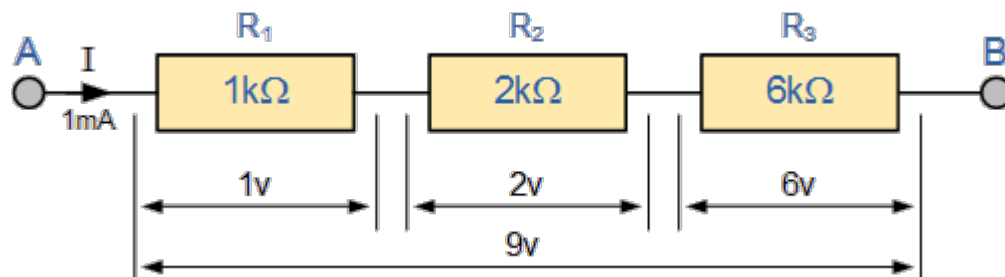 R₁ R₂ R₃
A I B
1kΩ 2kΩ 6kΩ
1mA
1v 2v 6v
9v